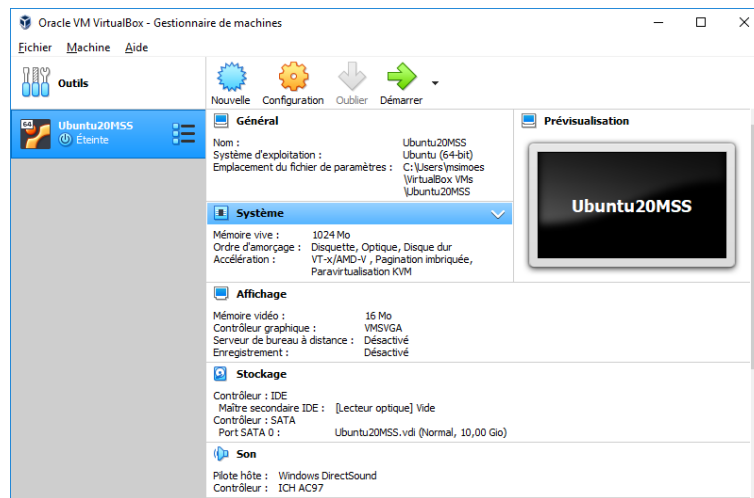 Oracle VM VirtualBox - Gestionnaire de machines
Fichier Machine Aide
Outils
Nouvelle Configuration Oublier Démarrer
64
Ubuntu20MSS
Éteinte
Général
Nom : Ubuntu20MSS
Système d'exploitation : Ubuntu (64-bit)
Emplacement du fichier de paramètres : C:\Users\msimoes
\VirtualBox VMs
\Ubuntu20MSS
Prévisualisation
Ubuntu20MSS
Système
Mémoire vive : 1024 Mo
Ordre d'amorçage : Disquette, Optique, Disque dur
Accélération : VT-x/AMD-V , Pagination imbriquée,
Paravirtualisation KVM
Affichage
Mémoire vidéo : 16 Mo
Contrôleur graphique : VMSVGA
Serveur de bureau à distance : Désactivé
Enregistrement : Désactivé
Stockage
Contrôleur : IDE
Maître secondaire IDE : [Lecteur optique] Vide
Contrôleur : SATA
Port SATA 0 : Ubuntu20MSS.vdi (Normal, 10,00 Gio)
Son
Pilote hôte : Windows DirectSound
Contrôleur : ICH AC97